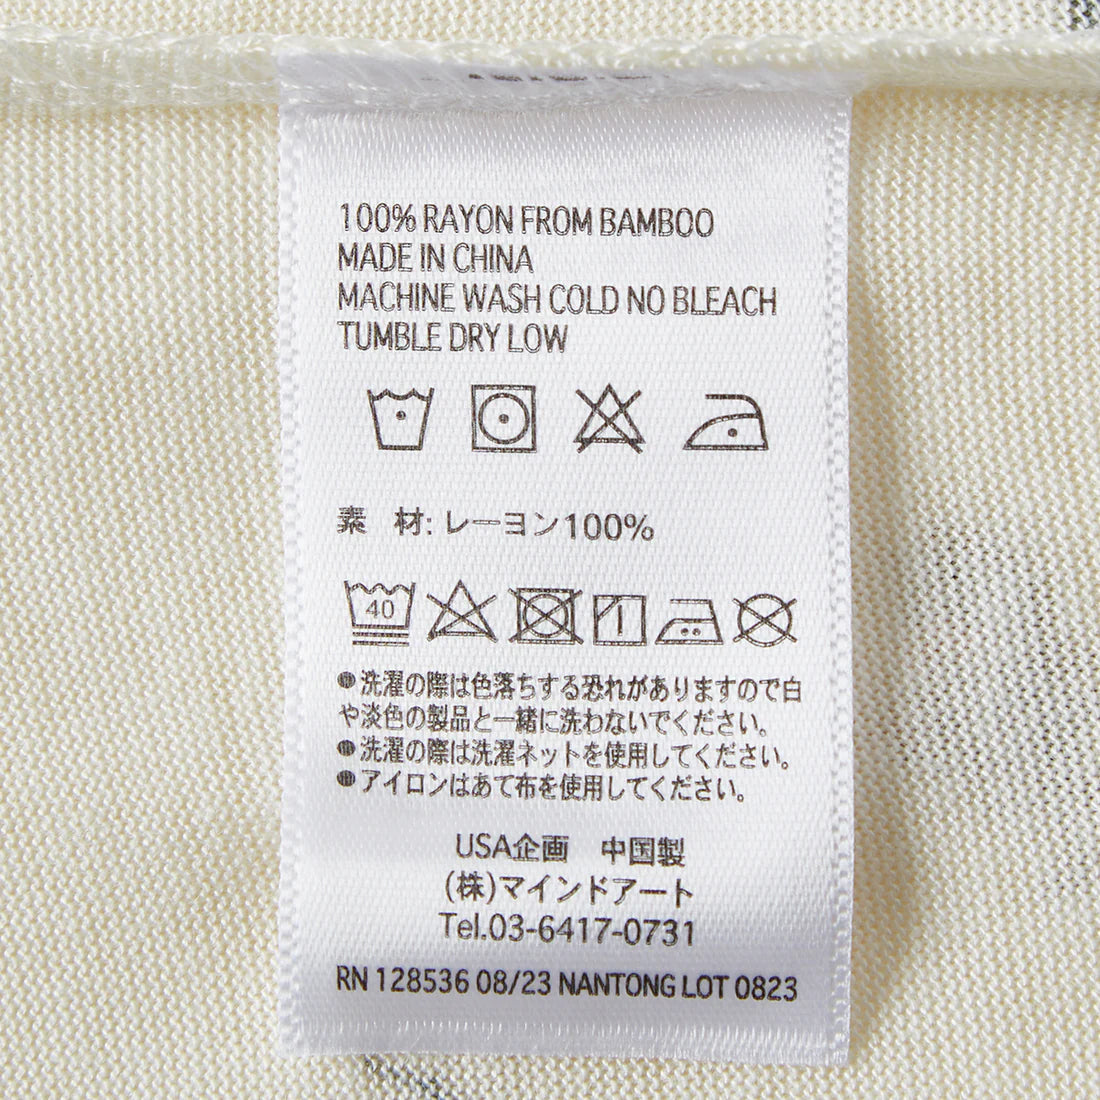 100% RAYON FROM BAMBOO
MADE IN CHINA
MACHINE WASH COLD NO BLEACH
TUMBLE DRY LOW
素 材: レーヨン100%
40
●洗濯の際は色落ちする恐れがありますので白
や淡色の製品と一緒に洗わないでください。
●洗濯の際は洗濯ネットを使用してください。
●アイロンはあて布を使用してください。
USA企画 中国製
(株)マインドアート
Tel.03-6417-0731
RN 128536 08/23 NANTONG LOT 0823